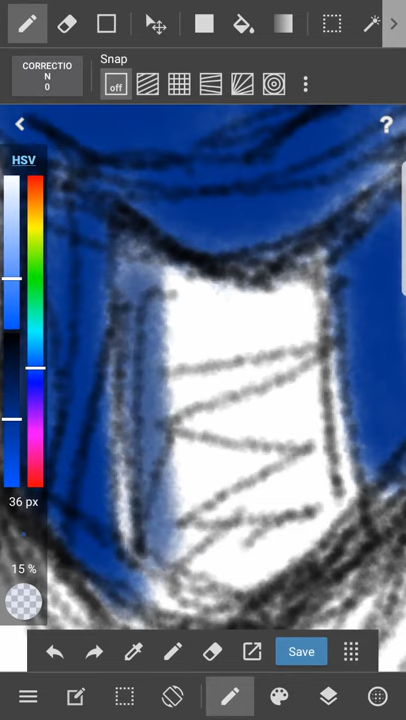 Snap
CORRECTIO
N
0
off
?
HSV
36 px
15 %
Save